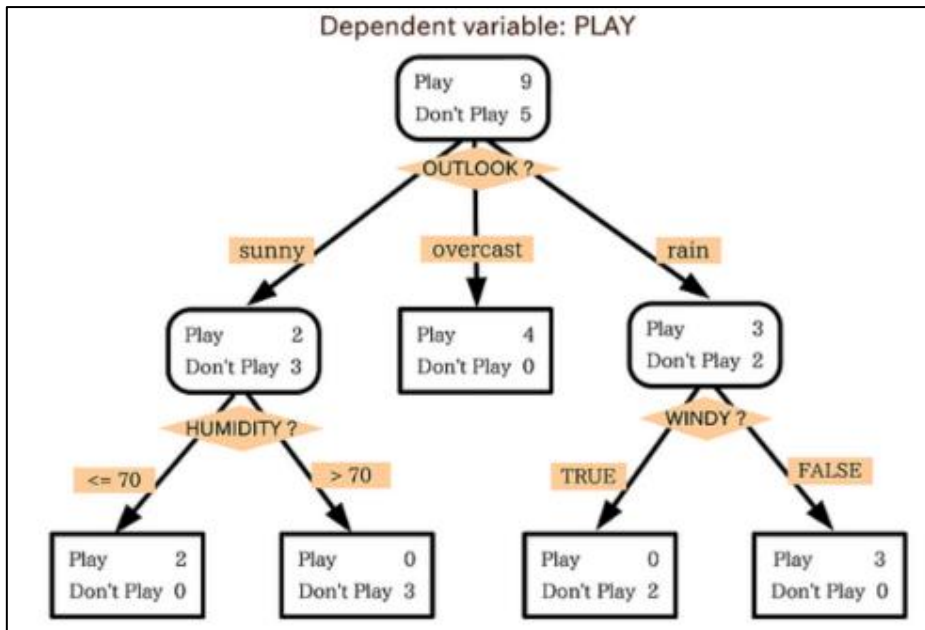 Dependent variable: PLAY
Play 9
Don't Play 5
OUTLOOK ?
sunny
overcast
rain
Play 2
Don't Play 3
Play 4
Don't Play 0
Play 3
Don't Play 2
HUMIDITY ?
WINDY ?
<= 70
> 70
TRUE
FALSE
Play 2
Don't Play 0
Play 0
Don't Play 3
Play 0
Don't Play 2
Play 3
Don't Play 0